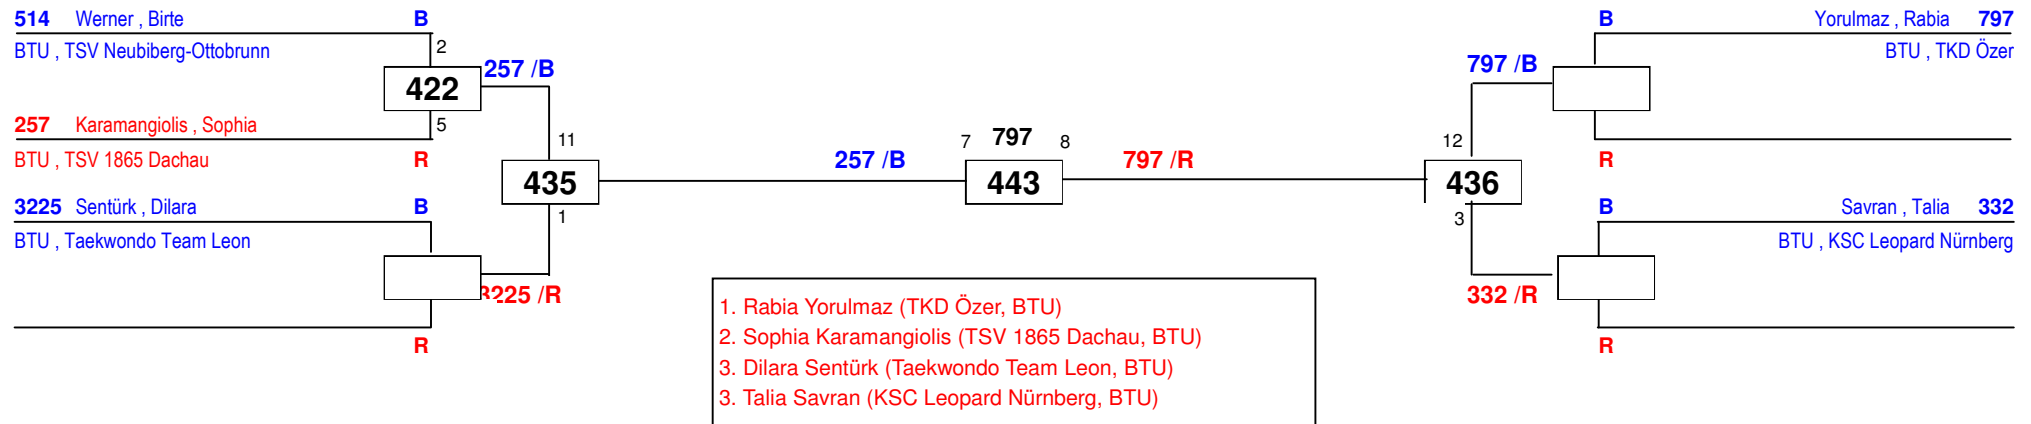 514 Werner , Birte B
BTU , TSV Neubiberg-Ottobrunn
2
422
257 /B
257 Karamangiolis , Sophia
5
BTU , TSV 1865 Dachau R
11
435
1
3225 Sentürk , Dilara B
BTU , Taekwondo Team Leon
3225 /R
R
257 /B
7 797 8
443
797 /R
B Yorulmaz , Rabia 797
BTU , TKD Özer
797 /B
R
12
436
3
B Savran , Talia 332
BTU , KSC Leopard Nürnberg
332 /R
R
1. Rabia Yorulmaz (TKD Özer, BTU)
2. Sophia Karamangiolis (TSV 1865 Dachau, BTU)
3. Dilara Sentürk (Taekwondo Team Leon, BTU)
3. Talia Savran (KSC Leopard Nürnberg, BTU)